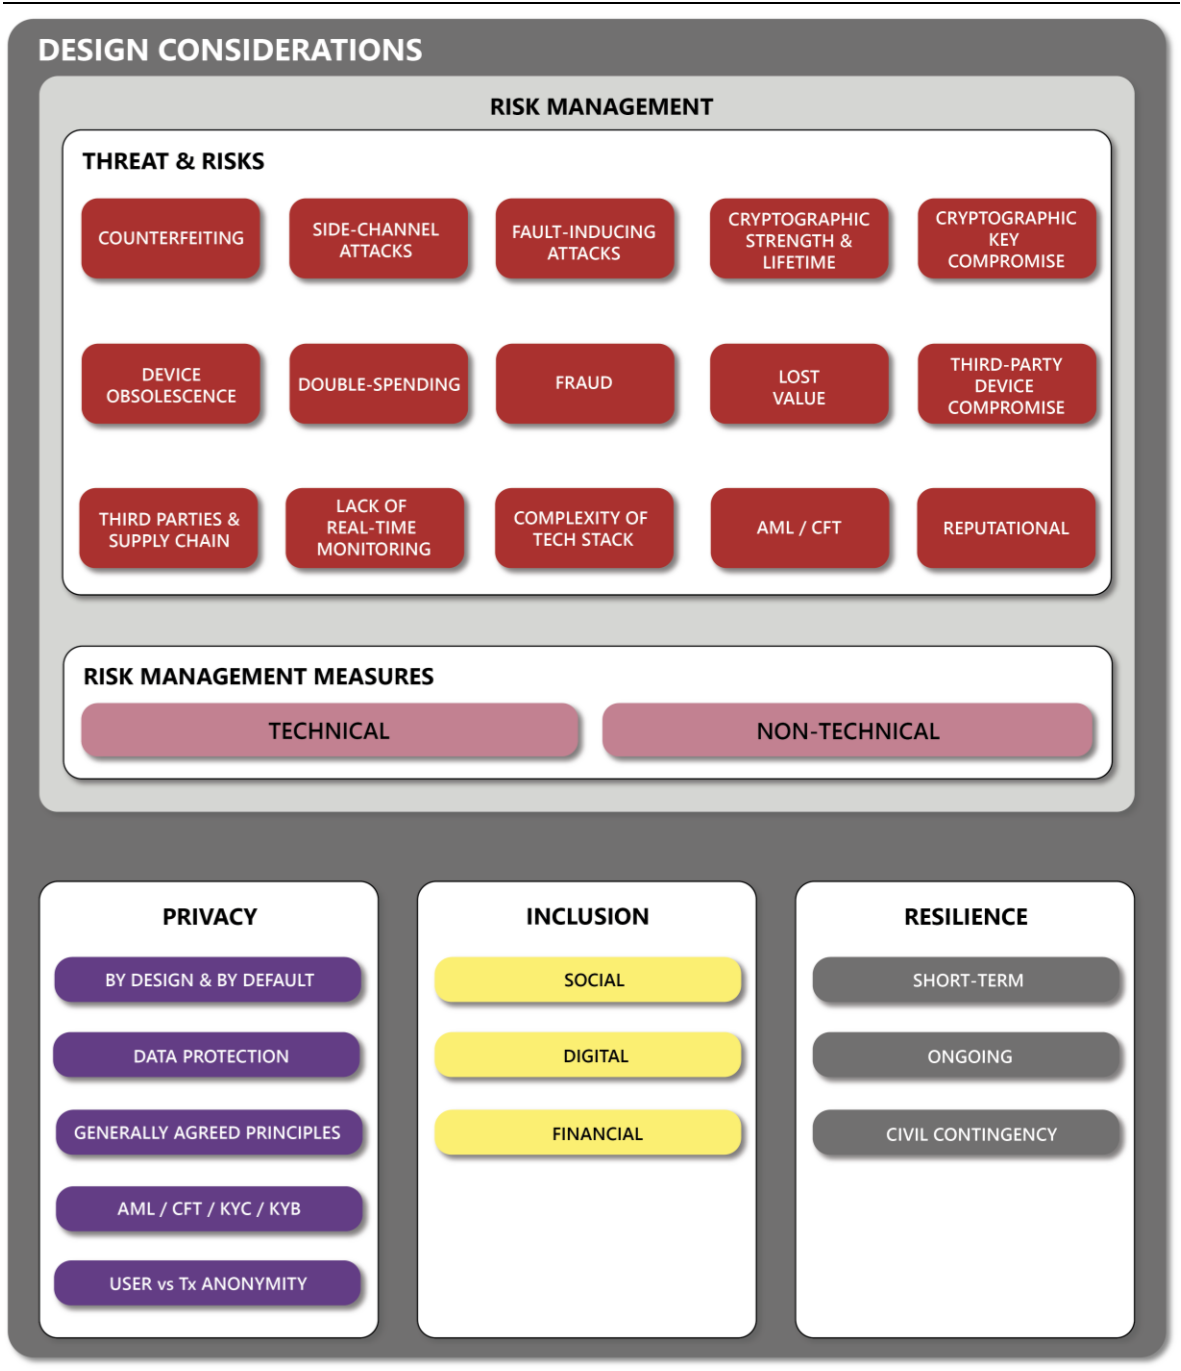 DESIGN CONSIDERATIONS
RISK MANAGEMENT
THREAT & RISKS
COUNTERFEITING
SIDE-CHANNEL
ATTACKS
FAULT-INDUCING
ATTACKS
CRYPTOGRAPHIC
STRENGTH &
LIFETIME
CRYPTOGRAPHIC
KEY
COMPROMISE
DEVICE
OBSOLESCENCE
DOUBLE-SPENDING
FRAUD
LOST
VALUE
THIRD-PARTY
DEVICE
COMPROMISE
THIRD PARTIES &
SUPPLY CHAIN
LACK OF
REAL-TIME
MONITORING
COMPLEXITY OF
TECH STACK
AML / CFT
REPUTATIONAL
RISK MANAGEMENT MEASURES
TECHNICAL
NON-TECHNICAL
PRIVACY
BY DESIGN & BY DEFAULT
DATA PROTECTION
GENERALLY AGREED PRINCIPLES
AML / CFT / KYC / KYB
USER vs Tx ANONYMITY
INCLUSION
SOCIAL
DIGITAL
FINANCIAL
RESILIENCE
SHORT-TERM
ONGOING
CIVIL CONTINGENCY